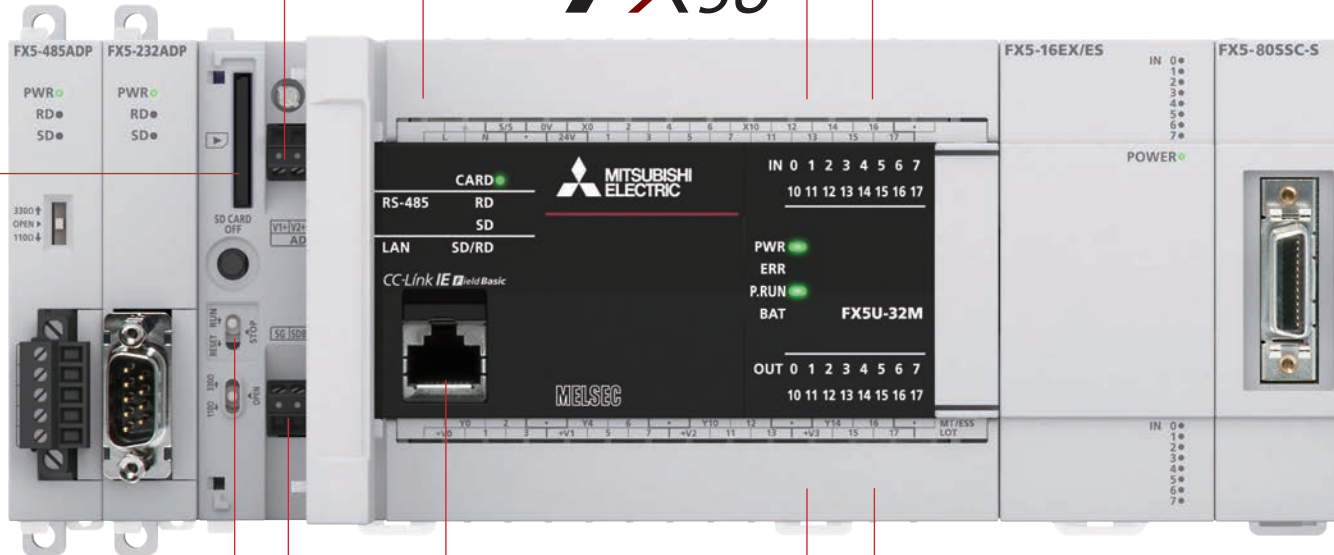 FX5U
FX5-485ADP
PWR
RD
SD
330Ω
OPEN
110Ω
FX5-232ADP
PWR
RD
SD
SD CARD
OFF
RUN
STOP
RESET
330Ω
OPEN
110Ω
V1+ V2+
AD
SG SDB
S/S 0V X0 2 4 6 X10 12 14 16 •
L N • 24V 1 3 5 7 11 13 15 17
CARD
RS-485 RD
SD
LAN SD/RD
CC-Link IE Field Basic
MITSUBISHI
ELECTRIC
MELSEC
IN 0 1 2 3 4 5 6 7
10 11 12 13 14 15 16 17
PWR
ERR
P.RUN
BAT
FX5U-32M
OUT 0 1 2 3 4 5 6 7
10 11 12 13 14 15 16 17
Y0 2 • Y4 6 12 • Y10 • Y14 16 • MT/ESS
+V0 1 3 +V1 5 7 +V2 11 13 +V3 15 17 LOT
FX5-16EX/ES
IN 0
1
2
3
4
5
6
7
POWER
IN 0
1
2
3
4
5
6
7
FX5-80SSC-S